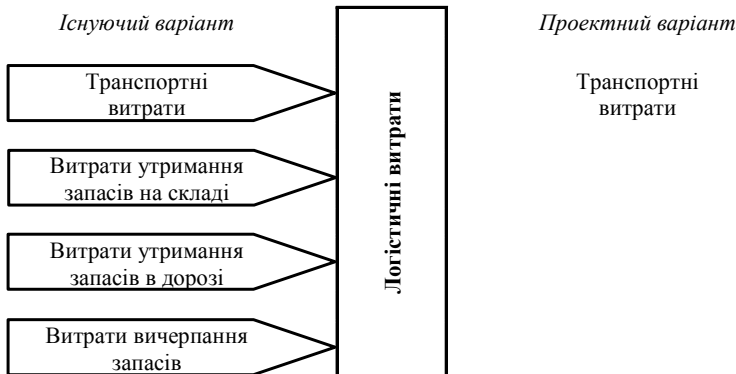 Існуючий варіант
Проектний варіант
Транспортні
витрати
Витрати утримання
запасів на складі
Витрати утримання
запасів в дорозі
Витрати вичерпання
запасів
Логістичні витрати
Транспортні
витрати